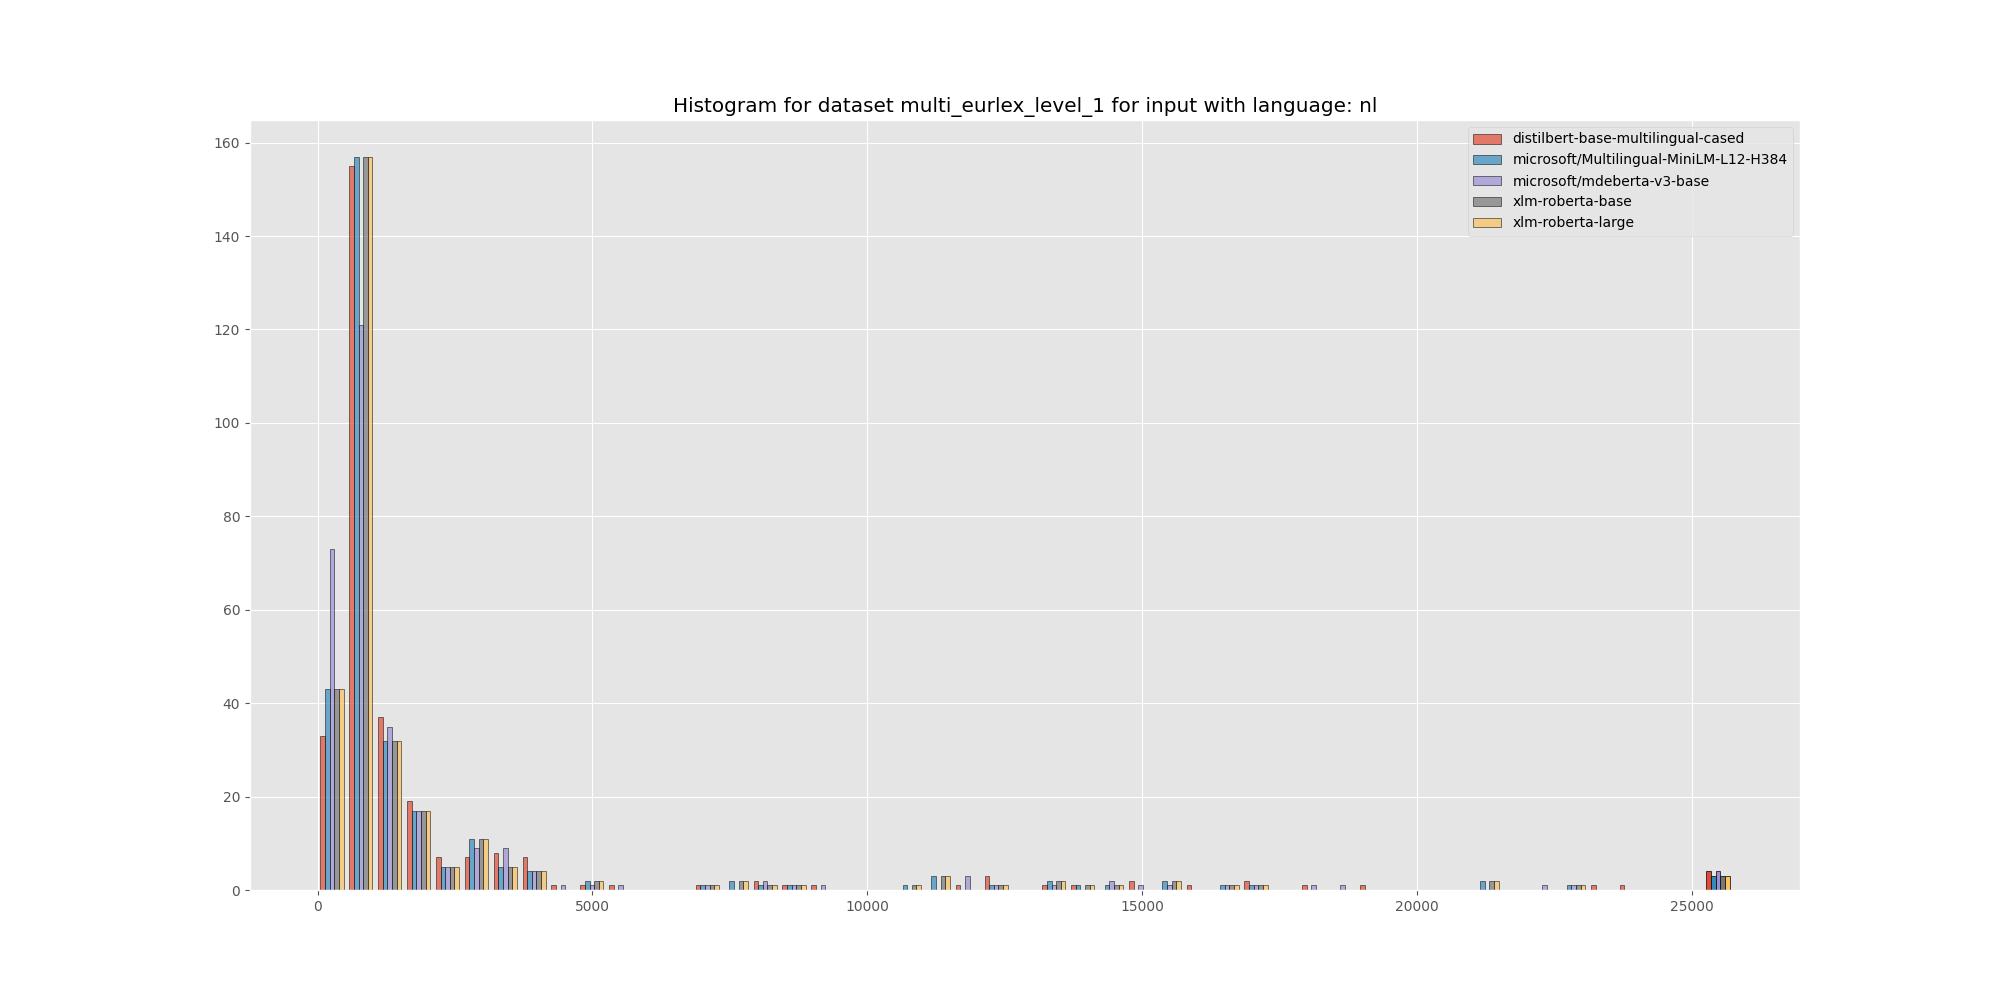 Histogram for dataset multi_eurlex_level_1 for input with language: nl
distilbert-base-multilingual-cased
microsoft/Multilingual-MiniLM-L12-H384
microsoft/mdeberta-v3-base
xlm-roberta-base
xlm-roberta-large
160
140
120
100
80
60
40
20
0
0 5000 10000 15000 20000 25000